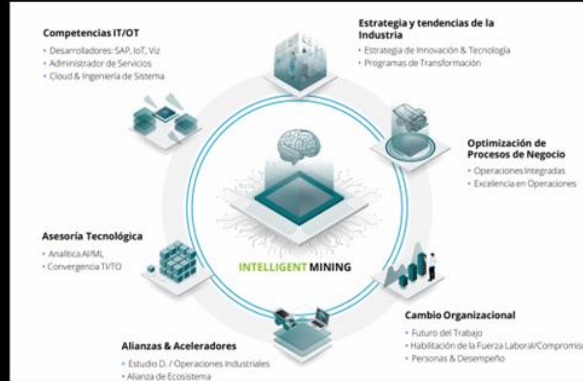 Competencias IT/OT
• Desarrolladores: SAP, IoT, Viz
• Administrador de Servicios
• Cloud & Ingeniería de Sistema
Estrategia y tendencias de la
Industria
• Estrategia de Innovación & Tecnología
• Programas de Transformación
Optimización de
Procesos de Negocio
• Operaciones Integradas
• Excelencia en Operaciones
Asesoría Tecnológica
• Analítica AI/ML
• Convergencia TI/TO
INTELLIGENT MINING
Cambio Organizacional
• Futuro del Trabajo
• Habilitación de la Fuerza Laboral/Compromiso
• Personas & Desempeño
Alianzas & Aceleradores
• Estudio D. / Operaciones Industriales
• Alianza de Ecosistema